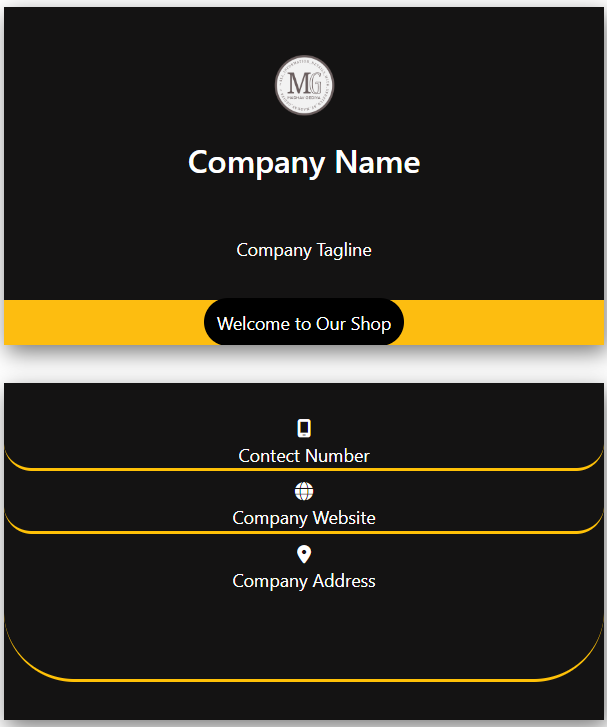 MG
Company Name
Company Tagline
Welcome to Our Shop
Contect Number
Company Website
Company Address